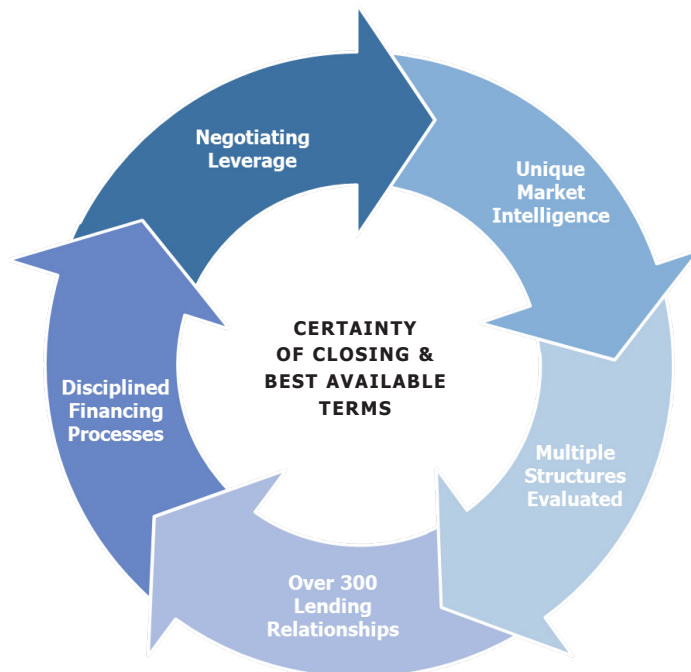 Negotiating
Leverage
Unique
Market
Intelligence
Multiple
Structures
Evaluated
Over 300
Lending
Relationships
Disciplined
Financing
Processes
CERTAINTY
OF CLOSING &
BEST AVAILABLE
TERMS